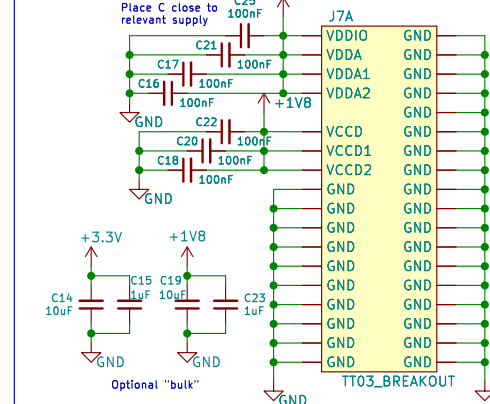 Place C close to
relevant supply
C25
100nF
J7A
C21
100nF
C17
100nF
C16
100nF
GND
+1V8
C22
100nF
C20
100nF
C18
100nF
GND
VDDIO GND
VDDA GND
VDDA1 GND
VDDA2 GND
GND
VCCD GND
VCCD1 GND
VCCD2 GND
GND GND
GND GND
GND GND
GND GND
GND GND
GND GND
GND GND
GND GND
GND GND
GND GND
TT03_BREAKOUT
GND
+3.3V
+1V8
C14
10uF
C15
1uF
C19
10uF
C23
1uF
GND
GND
Optional "bulk"